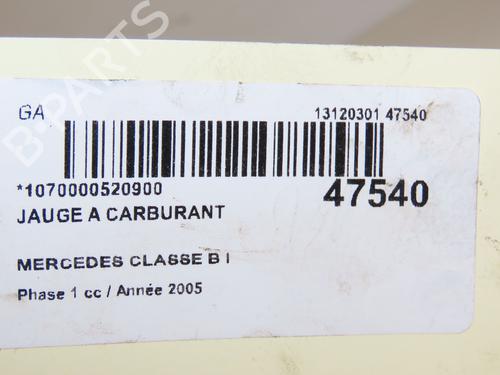 GA
13120301 47540
*1070000520900
47540
JAUGE A CARBURANT
MERCEDES CLASSE B I
Phase 1 cc / Année 2005
B-PARTS